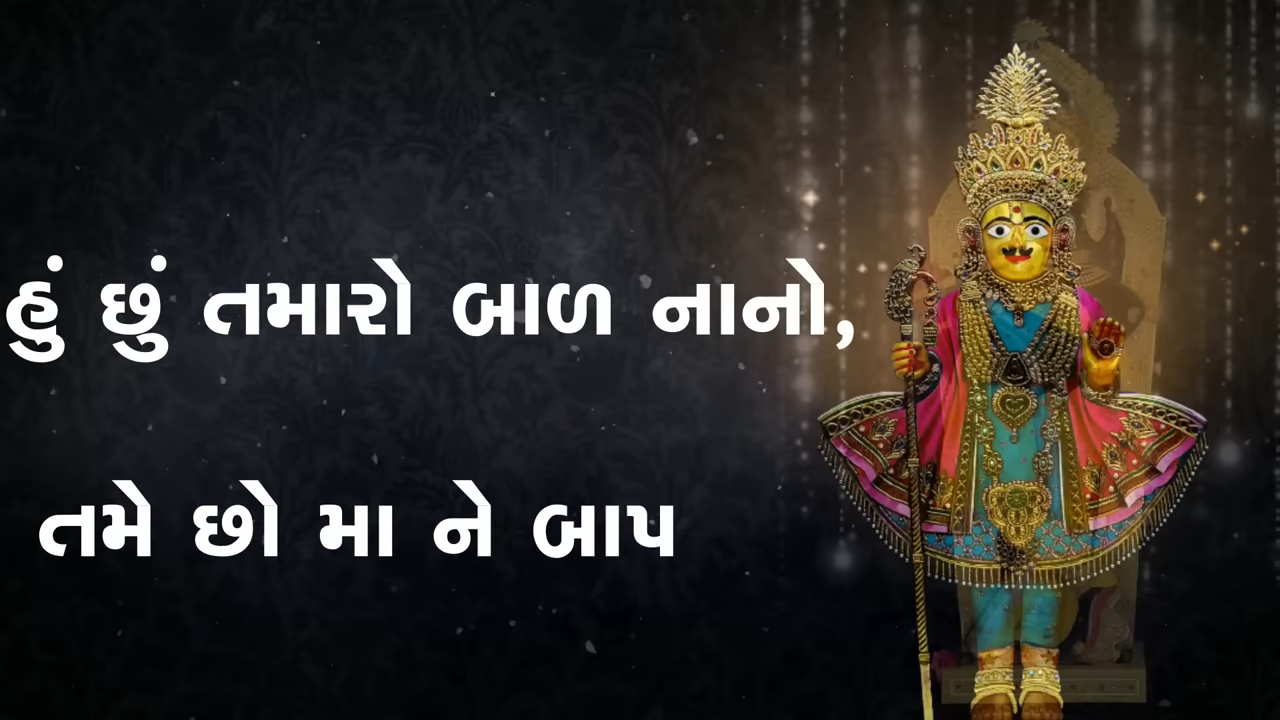 હું છું તમારો બાળ નાનો,
તમે છો મા ને બાપ